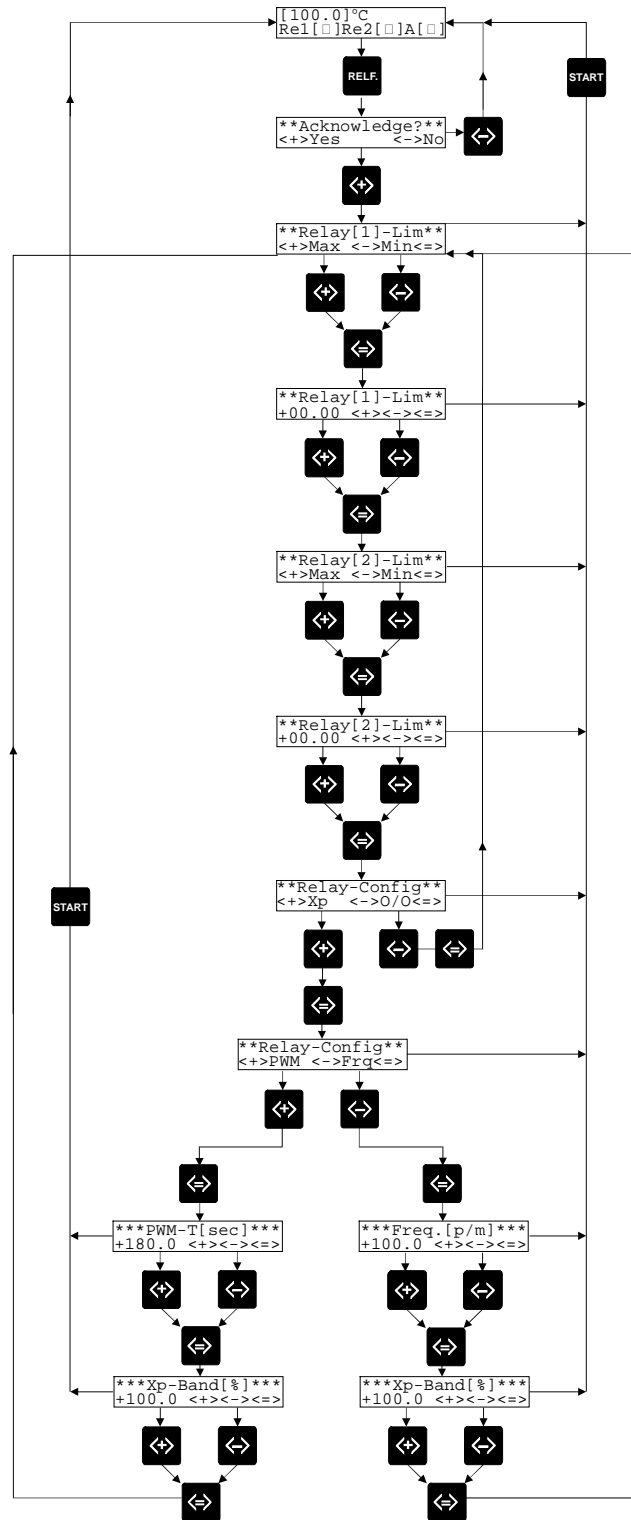 [100.0]°C
Re1[□]Re2[□]A[□]
RELF.
START
**Acknowledge?**
<+>Yes <->No
<->
<+>
**Relay[1]-Lim**
<+>Max <->Min<=>
<+> <->
<=>
**Relay[1]-Lim**
+00.00 <+><-><=>
<+> <->
<=>
**Relay[2]-Lim**
<+>Max <->Min<=>
<+> <->
<=>
**Relay[2]-Lim**
+00.00 <+><-><=>
<+> <->
<=>
**Relay-Config**
<+>Xp <->O/O<=>
START
<+> <-> <=>
<=>
**Relay-Config**
<+>PWM <->Frq<=>
<+> <->
<=> <=>
***PWM-T[sec]***
+180.0 <+><-><=>
***Freq.[p/m]***
+100.0 <+><-><=>
<+> <-> <+> <->
<=> <=>
***Xp-Band[%]***
+100.0 <+><-><=>
***Xp-Band[%]***
+100.0 <+><-><=>
<+> <-> <+> <->
<=> <=>